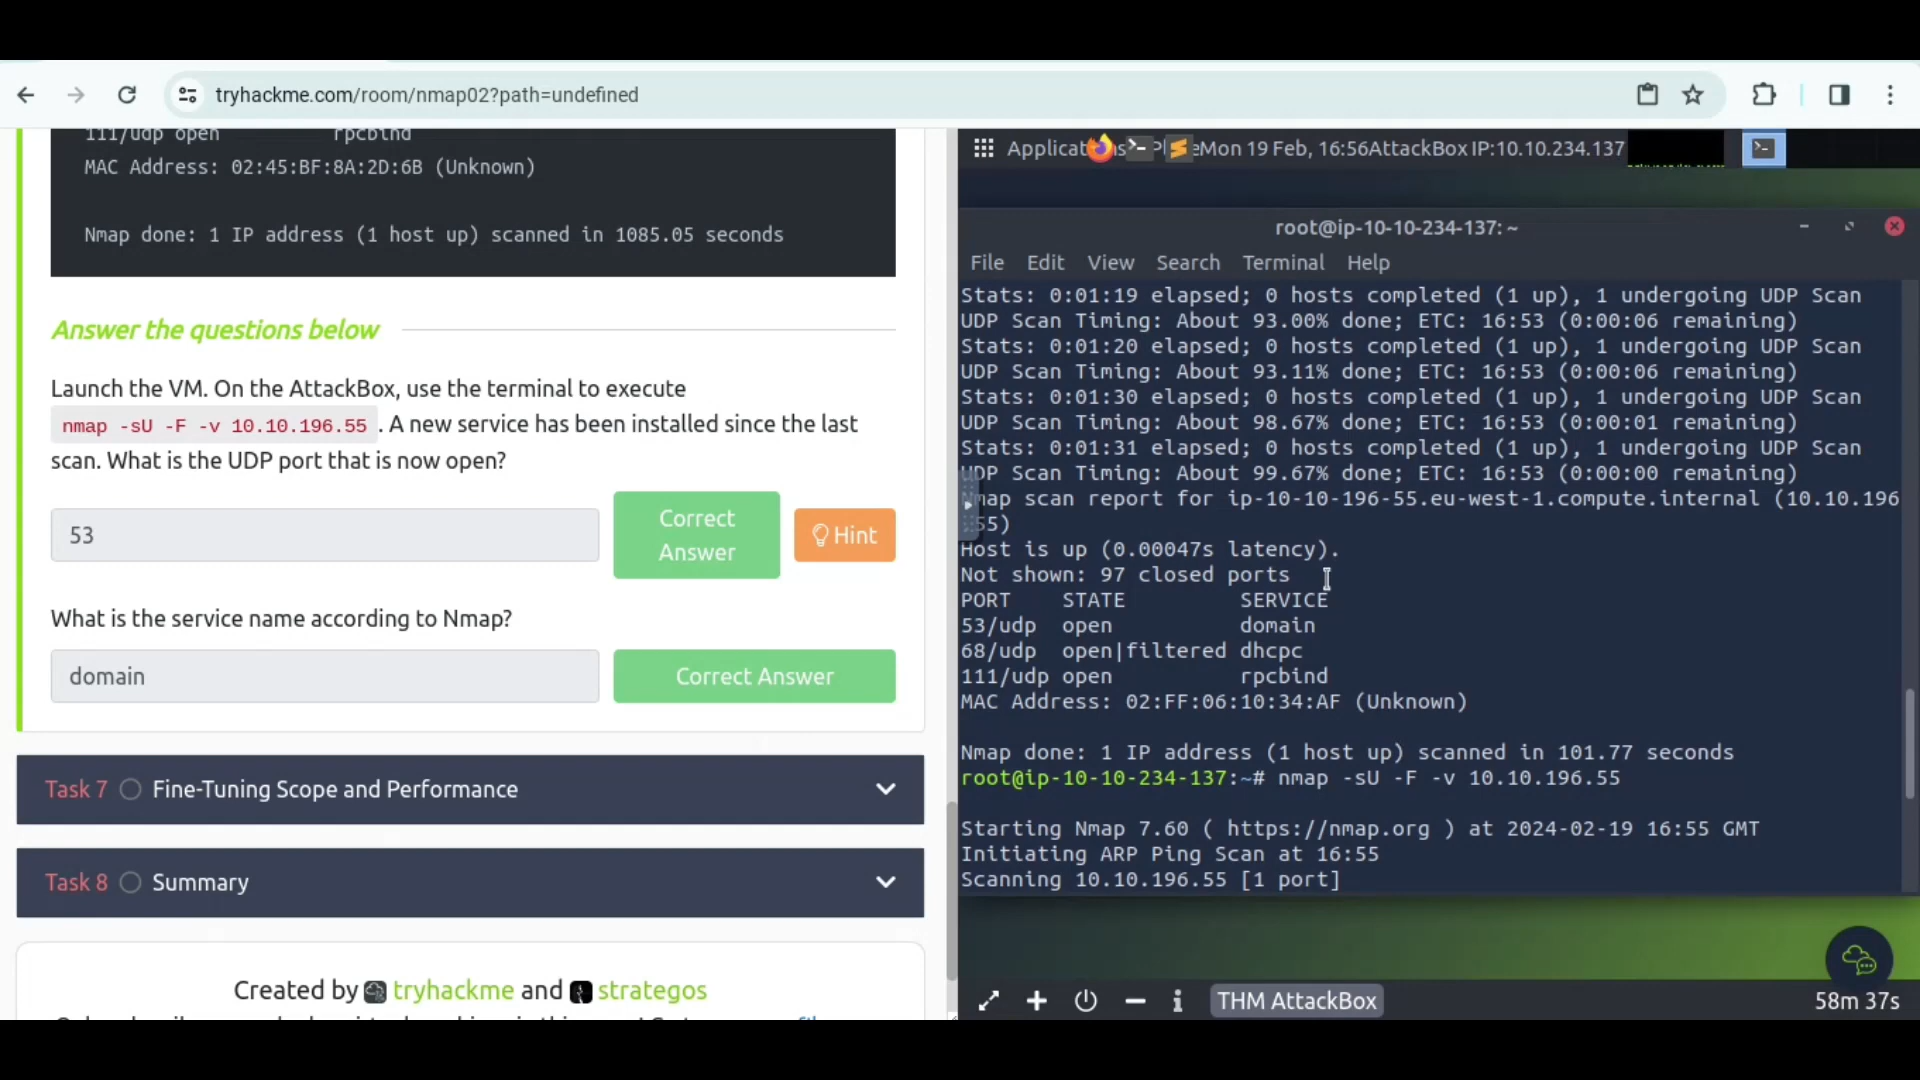 tryhackme.com/room/nmap02?path=undefined
111/udp open rpcbind
MAC Address: 02:45:BF:8A:2D:6B (Unknown)
Nmap done: 1 IP address (1 host up) scanned in 1085.05 seconds
Answer the questions below
Launch the VM. On the AttackBox, use the terminal to execute
nmap -sU -F -v 10.10.196.55 . A new service has been installed since the last
scan. What is the UDP port that is now open?
53
Correct
Answer
Hint
What is the service name according to Nmap?
domain
Correct Answer
Task 7 Fine-Tuning Scope and Performance
Task 8 Summary
Created by tryhackme and strategos
Mon 19 Feb, 16:56 AttackBox IP:10.10.234.137
root@ip-10-10-234-137: ~
File Edit View Search Terminal Help
Stats: 0:01:19 elapsed; 0 hosts completed (1 up), 1 undergoing UDP Scan
UDP Scan Timing: About 93.00% done; ETC: 16:53 (0:00:06 remaining)
Stats: 0:01:20 elapsed; 0 hosts completed (1 up), 1 undergoing UDP Scan
UDP Scan Timing: About 93.11% done; ETC: 16:53 (0:00:06 remaining)
Stats: 0:01:30 elapsed; 0 hosts completed (1 up), 1 undergoing UDP Scan
UDP Scan Timing: About 98.67% done; ETC: 16:53 (0:00:01 remaining)
Stats: 0:01:31 elapsed; 0 hosts completed (1 up), 1 undergoing UDP Scan
UDP Scan Timing: About 99.67% done; ETC: 16:53 (0:00:00 remaining)
Nmap scan report for ip-10-10-196-55.eu-west-1.compute.internal (10.10.196
55)
Host is up (0.00047s latency).
Not shown: 97 closed ports
PORT STATE SERVICE
53/udp open domain
68/udp open|filtered dhcpc
111/udp open rpcbind
MAC Address: 02:FF:06:10:34:AF (Unknown)
Nmap done: 1 IP address (1 host up) scanned in 101.77 seconds
root@ip-10-10-234-137:~# nmap -sU -F -v 10.10.196.55
Starting Nmap 7.60 ( https://nmap.org ) at 2024-02-19 16:55 GMT
Initiating ARP Ping Scan at 16:55
Scanning 10.10.196.55 [1 port]
THM AttackBox
58m 37s